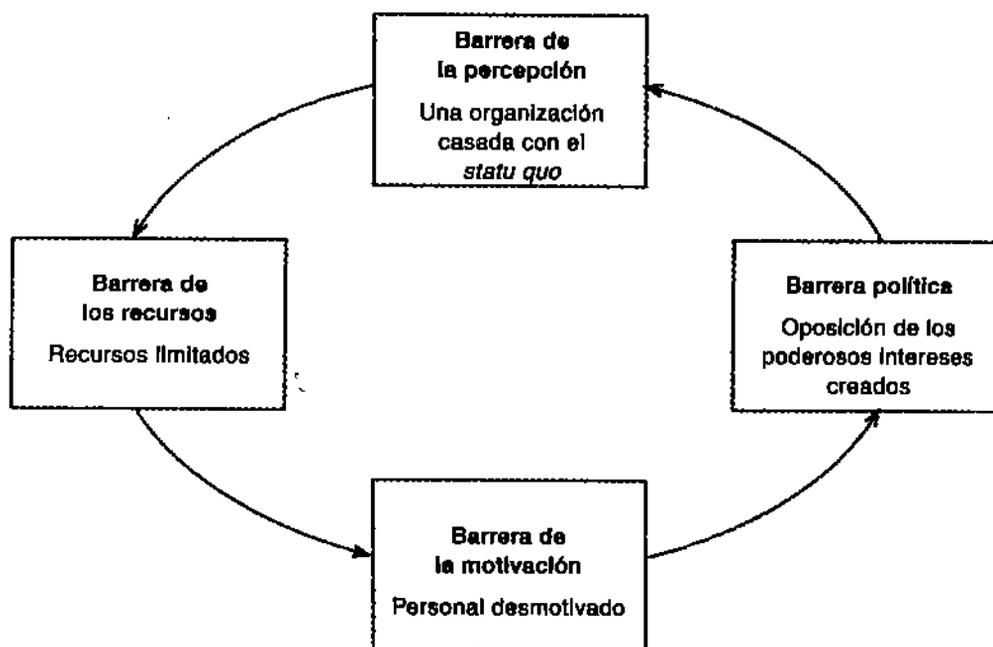 Barrera de
la percepción
Una organización
casada con el
statu quo
Barrera de
los recursos
Recursos limitados
Barrera política
Oposición de los
poderosos intereses
creados
Barrera de
la motivación
Personal desmotivado